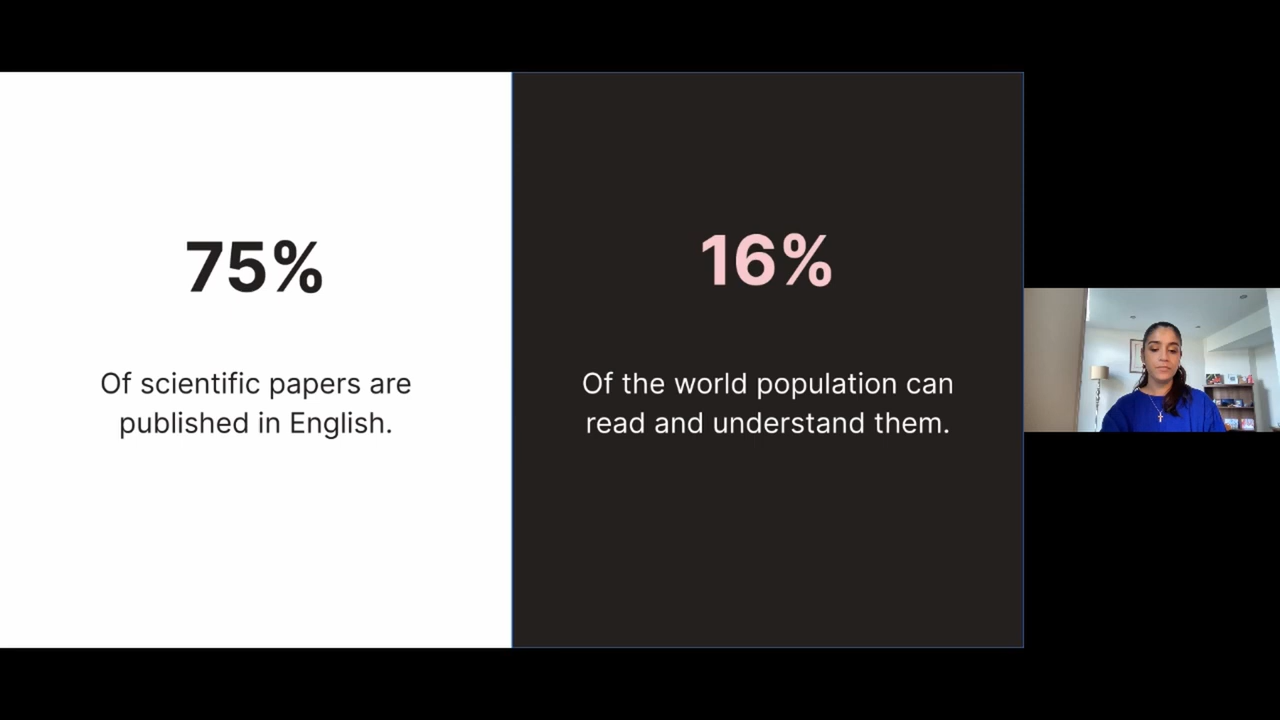 75%
Of scientific papers are
published in English.
16%
Of the world population can
read and understand them.